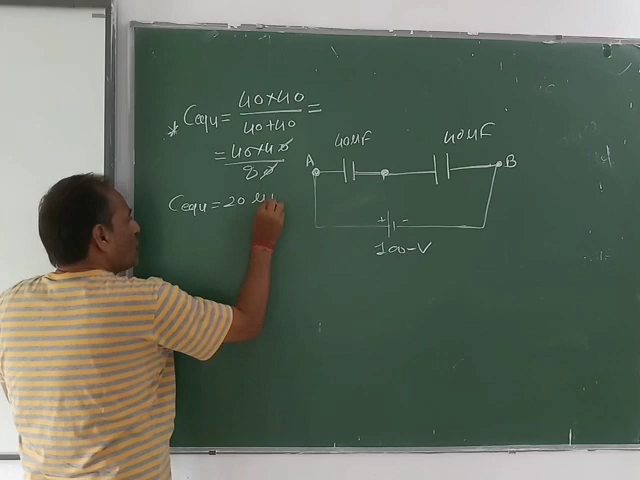 * Cequ = 40×40 / 40+40 =
= 40×40 / 80
Cequ = 20 μ
40μF
40μF
A
B
+ -
100-V